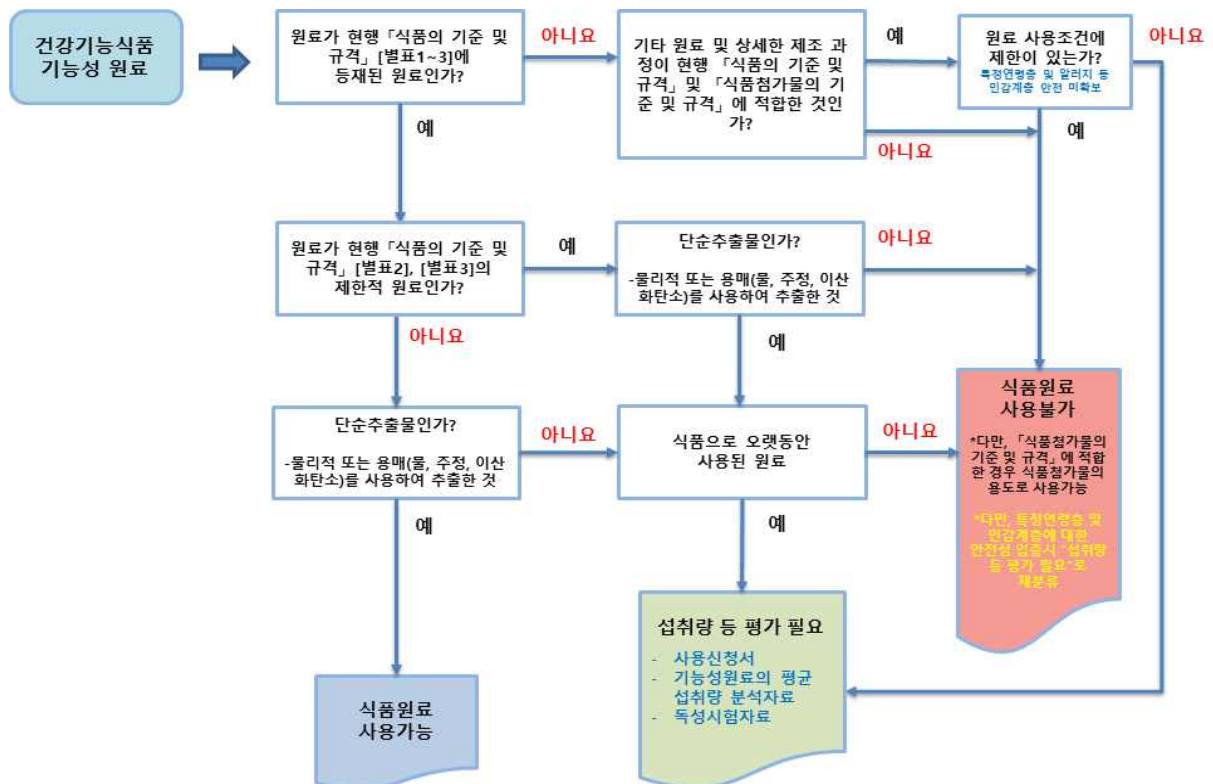 건강기능식품
기능성 원료
원료가 현행 「식품의 기준 및
규격」 [별표1~3]에
등재된 원료인가?
아니요
기타 원료 및 상세한 제조 과
정이 현행 「식품의 기준 및
규격」 및 「식품첨가물의 기
준 및 규격」에 적합한 것인
가?
예
원료 사용조건에
제한이 있는가?
특정연령층 및 알러지 등
민감계층 안전 미확보
아니요
예
아니요
예
원료가 현행 「식품의 기준 및
규격」 [별표2], [별표3]의
제한적 원료인가?
예
단순추출물인가?
-물리적 또는 용매(물, 주정, 이산
화탄소)를 사용하여 추출한 것
아니요
아니요
예
단순추출물인가?
-물리적 또는 용매(물, 주정, 이산
화탄소)를 사용하여 추출한 것
아니요
식품으로 오랫동안
사용된 원료
아니요
식품원료
사용불가
*다만, 「식품첨가물의
기준 및 규격」에 적합
한 경우 식품첨가물의
용도로 사용가능
*다만, 특정연령층 및
민감계층에 대한
안전성 입증시 "섭취량
등 평가 필요"로
재분류
예
예
식품원료
사용가능
섭취량 등 평가 필요
- 사용신청서
- 기능성원료의 평균
섭취량 분석자료
- 독성시험자료